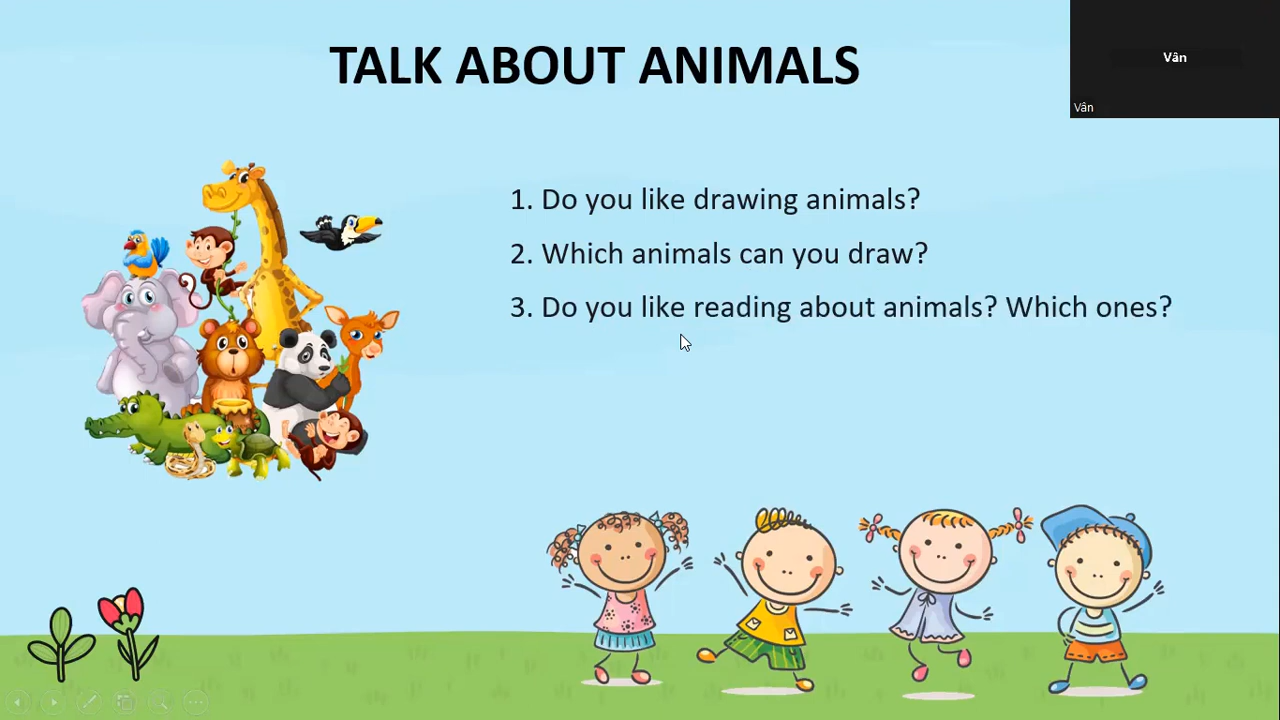 TALK ABOUT ANIMALS
Vân
Vân
1. Do you like drawing animals?
2. Which animals can you draw?
3. Do you like reading about animals? Which ones?